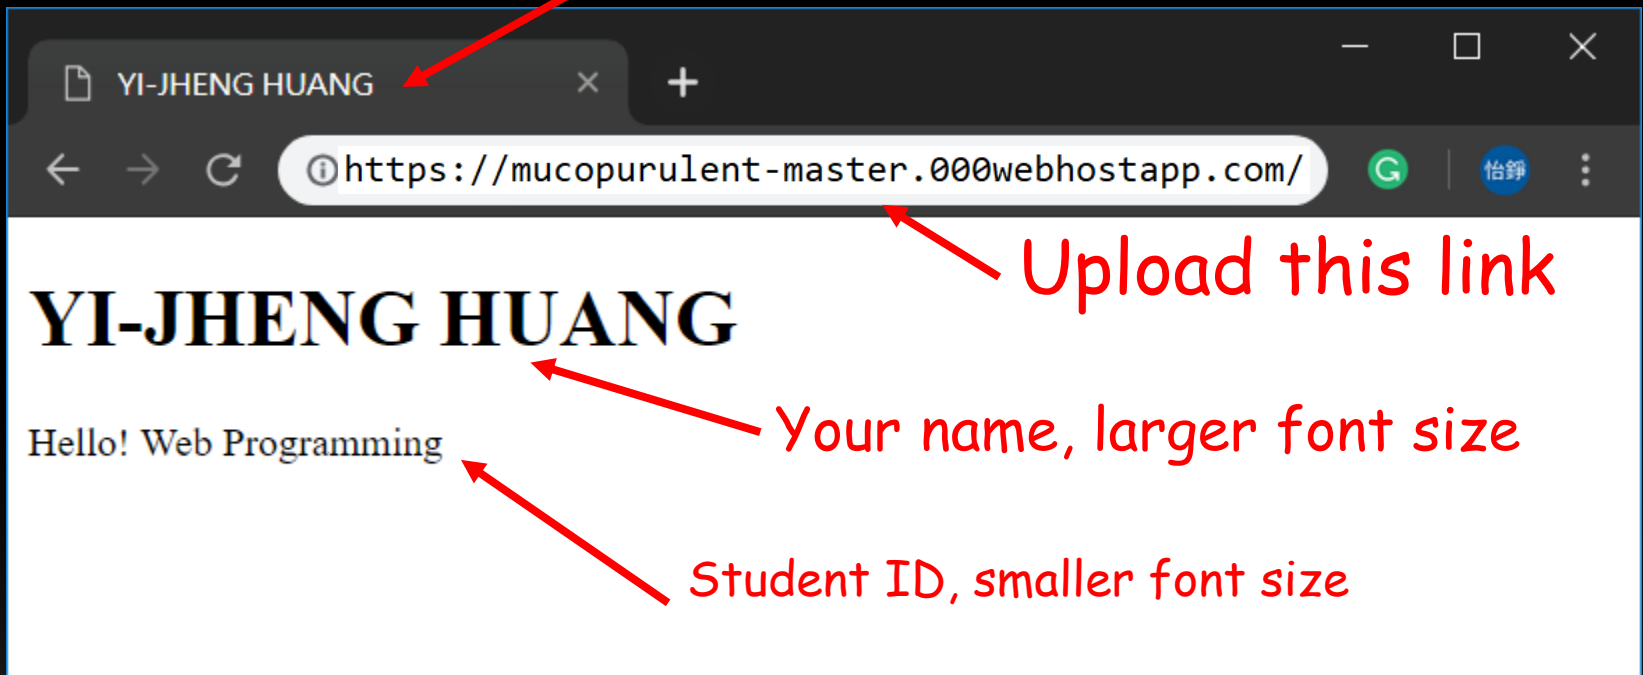 YI-JHENG HUANG
https://mucopurulent-master.000webhostapp.com/
G
怡錚
Upload this link
YI-JHENG HUANG
Your name, larger font size
Hello! Web Programming
Student ID, smaller font size